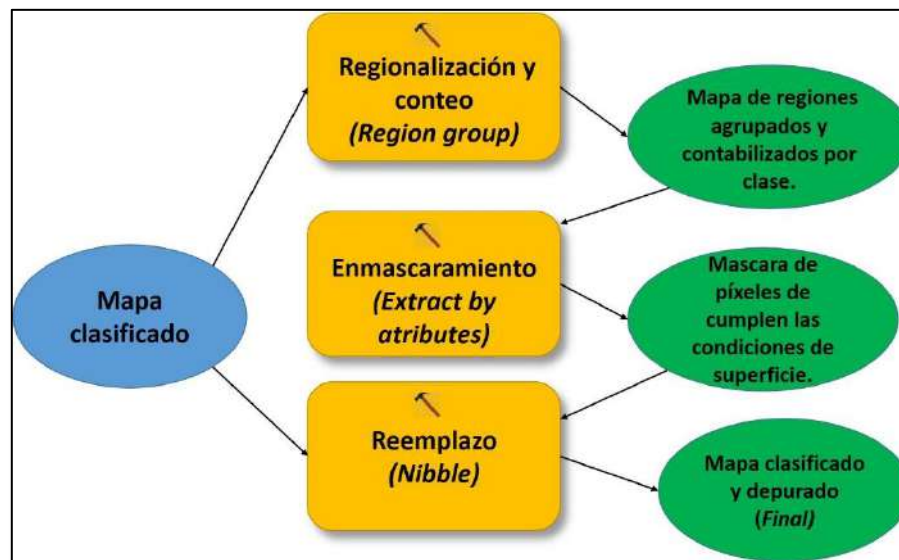 Regionalización y
conteo
(Region group)
Mapa de regiones
agrupados y
contabilizados por
clase.
Mapa
clasificado
Enmascaramiento
(Extract by
atributes)
Mascara de
píxeles de
cumplen las
condiciones de
superficie.
Reemplazo
(Nibble)
Mapa clasificado
y depurado
(Final)